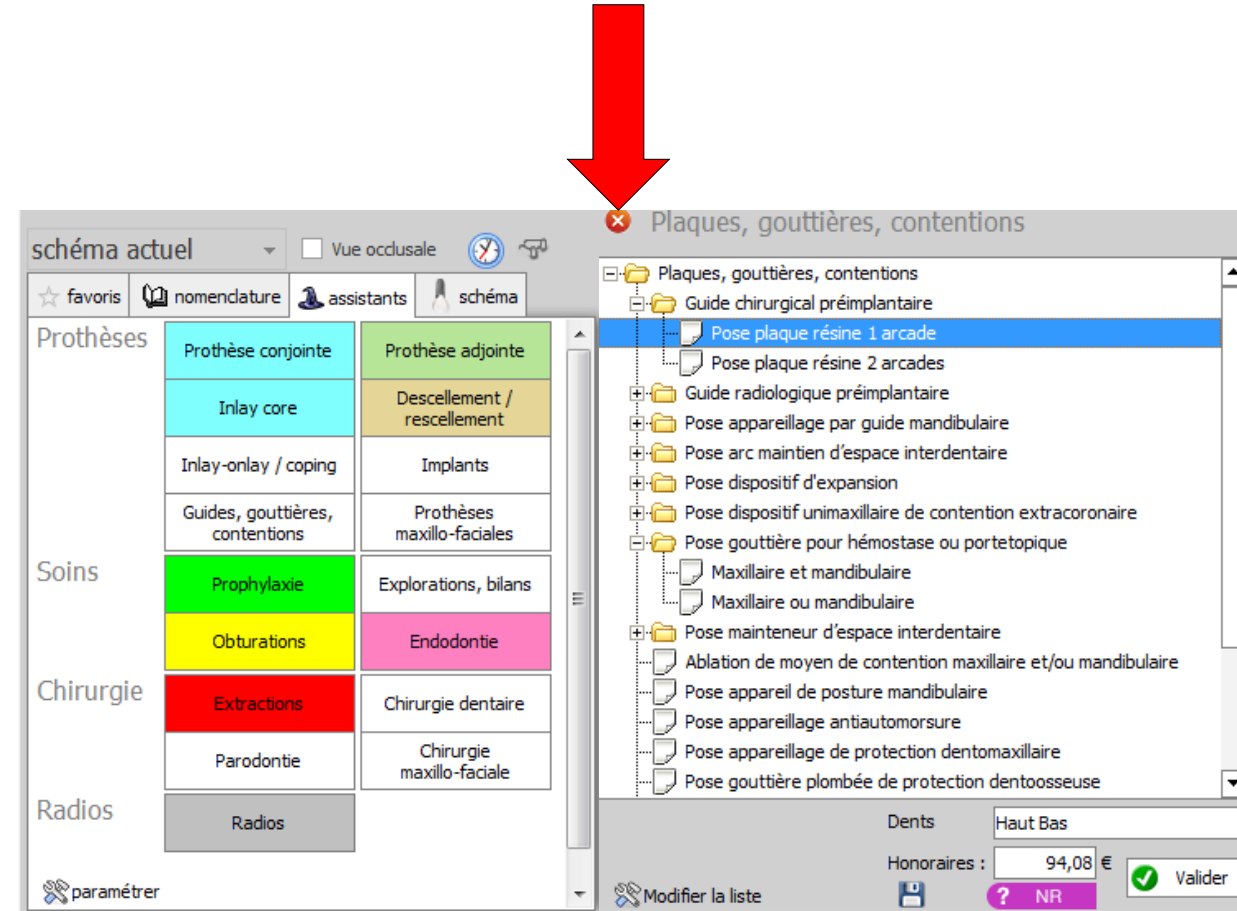 schéma actuel
Vue occlusale
favoris
nomenclature
assistants
schéma
Prothèses
Prothèse conjointe
Prothèse adjointe
Inlay core
Descellement /
rescellement
Inlay-onlay / coping
Implants
Guides, gouttières,
contentions
Prothèses
maxillo-faciales
Soins
Prophylaxie
Explorations, bilans
Obturations
Endodontie
Chirurgie
Extractions
Chirurgie dentaire
Parodontie
Chirurgie
maxillo-faciale
Radios
Radios
paramétrer
Plaques, gouttières, contentions
Plaques, gouttières, contentions
Guide chirurgical préimplantaire
Pose plaque résine 1 arcade
Pose plaque résine 2 arcades
Guide radiologique préimplantaire
Pose appareillage par guide mandibulaire
Pose arc maintien d'espace interdentaire
Pose dispositif d'expansion
Pose dispositif unimaxillaire de contention extracoronaire
Pose gouttière pour hémostase ou portetopique
Maxillaire et mandibulaire
Maxillaire ou mandibulaire
Pose mainteneur d'espace interdentaire
Ablation de moyen de contention maxillaire et/ou mandibulaire
Pose appareil de posture mandibulaire
Pose appareillage antiautomorsure
Pose appareillage de protection dentomaxillaire
Pose gouttière plombée de protection dentoosseuse
Dents
Haut Bas
Honoraires :
94,08 €
Valider
Modifier la liste
? NR